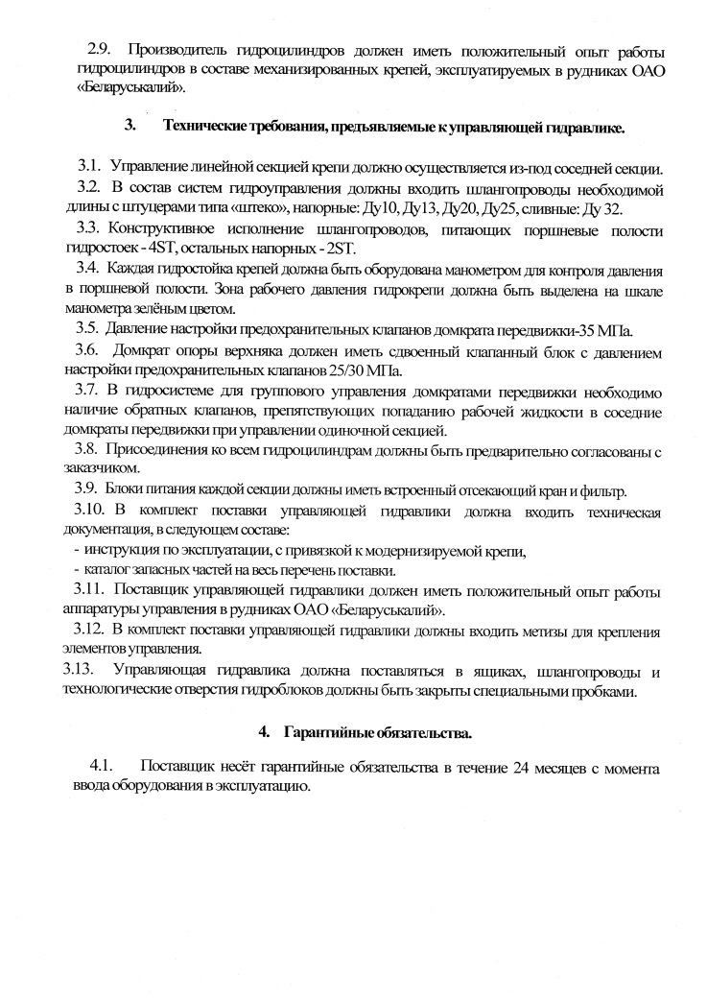 2.9. Производитель гидроцилиндров должен иметь положительный опыт работы
гидроцилиндров в составе механизированных крепей, эксплуатируемых в рудниках ОАО
«Беларуськалий».
3. Технические требования, предъявляемые к управляющей гидравлике.
3.1. Управление линейной секцией крепи должно осуществляется из-под соседней секции.
3.2. В состав систем гидроуправления должны входить шлангопроводы необходимой
длины с штуцерами типа «штеко», напорные: Ду10, Ду13, Ду20, Ду25, сливные: Ду 32.
3.3. Конструктивное исполнение шлангопроводов, питающих поршневые полости
гидростоек - 4ST, остальных напорных - 2ST.
3.4. Каждая гидростойка крепей должна быть оборудована манометром для контроля давления
в поршневой полости. Зона рабочего давления гидрокрепи должна быть выделена на шкале
манометра зелёным цветом.
3.5. Давление настройки предохранительных клапанов домкрата передвижки-35 МПа.
3.6. Домкрат опоры верхняка должен иметь сдвоенный клапанный блок с давлением
настройки предохранительных клапанов 25/30 МПа.
3.7. В гидросистеме для группового управления домкратами передвижки необходимо
наличие обратных клапанов, препятствующих попаданию рабочей жидкости в соседние
домкраты передвижки при управлении одиночной секцией.
3.8. Присоединения ко всем гидроцилиндрам должны быть предварительно согласованы с
заказчиком.
3.9. Блоки питания каждой секции должны иметь встроенный отсекающий кран и фильтр.
3.10. В комплект поставки управляющей гидравлики должна входить техническая
документация, в следующем составе:
- инструкция по эксплуатации, с привязкой к модернизируемой крепи,
- каталог запасных частей на весь перечень поставки.
3.11. Поставщик управляющей гидравлики должен иметь положительный опыт работы
аппаратуры управления в рудниках ОАО «Беларуськалий».
3.12. В комплект поставки управляющей гидравлики должны входить метизы для крепления
элементов управления.
3.13. Управляющая гидравлика должна поставляться в ящиках, шлангопроводы и
технологические отверстия гидроблоков должны быть закрыты специальными пробками.
4. Гарантийные обязательства.
4.1. Поставщик несёт гарантийные обязательства в течение 24 месяцев с момента
ввода оборудования в эксплуатацию.